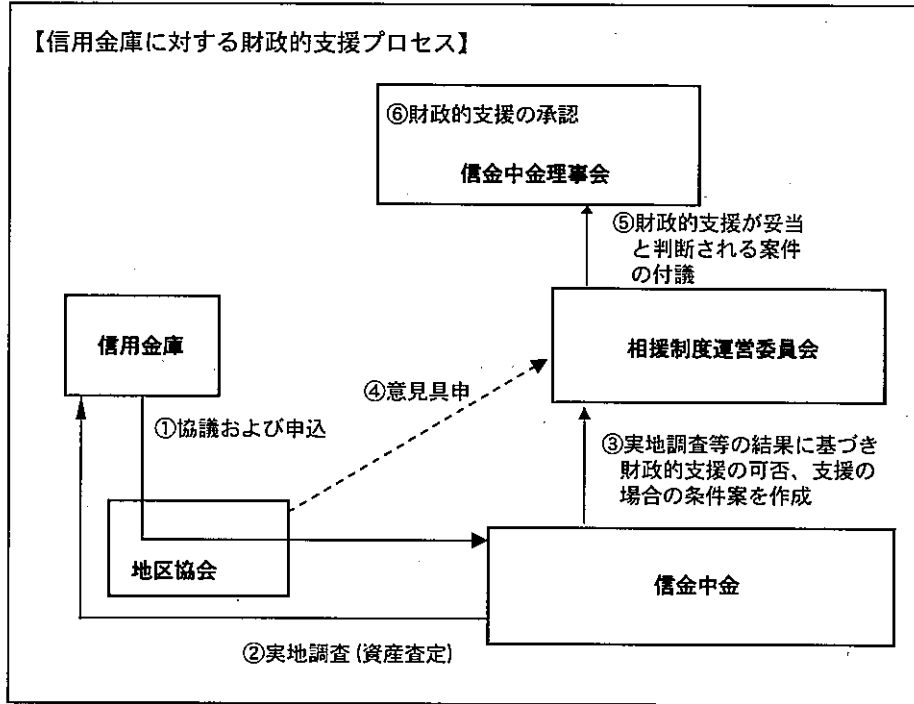 【信用金庫に対する財政的支援プロセス】
⑥財政的支援の承認
信金中金理事会
⑤財政的支援が妥当
と判断される案件
の付議
信用金庫
相援制度運営委員会
④意見具申
①協議および申込
③実地調査等の結果に基づき
財政的支援の可否、支援の
場合の条件案を作成
地区協会
信金中金
②実地調査(資産査定)